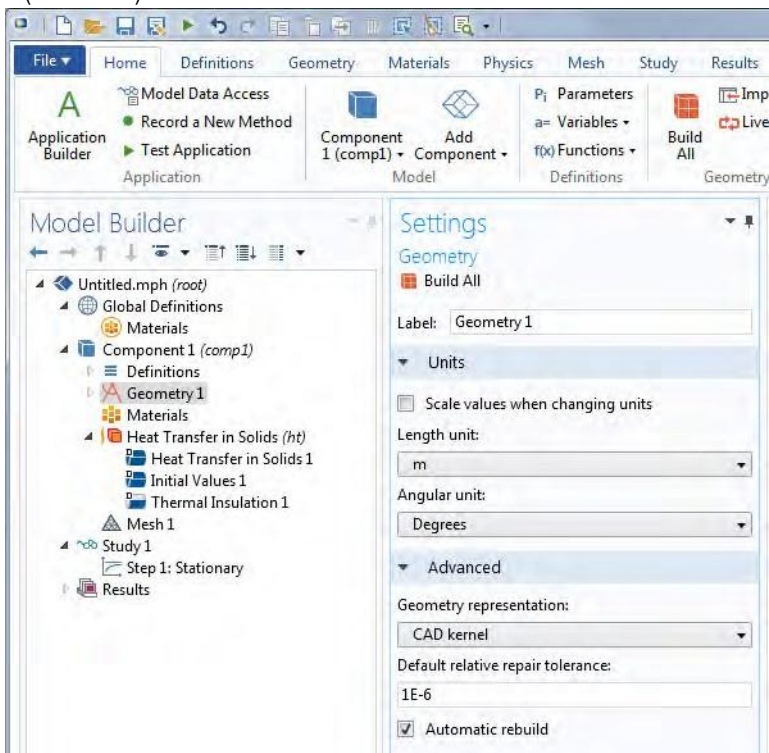 File Home Definitions Geometry Materials Physics Mesh Study Results
Application Builder
Model Data Access
Record a New Method
Test Application
Application
Component 1 (comp1)
Add Component
Model
Pi Parameters
a= Variables
f(x) Functions
Definitions
Build All
Imp
Live
Geometry
Model Builder
Untitled.mph (root)
Global Definitions
Materials
Component 1 (comp1)
Definitions
Geometry 1
Materials
Heat Transfer in Solids (ht)
Heat Transfer in Solids 1
Initial Values 1
Thermal Insulation 1
Mesh 1
Study 1
Step 1: Stationary
Results
Settings
Geometry
Build All
Label: Geometry 1
Units
Scale values when changing units
Length unit:
m
Angular unit:
Degrees
Advanced
Geometry representation:
CAD kernel
Default relative repair tolerance:
1E-6
Automatic rebuild